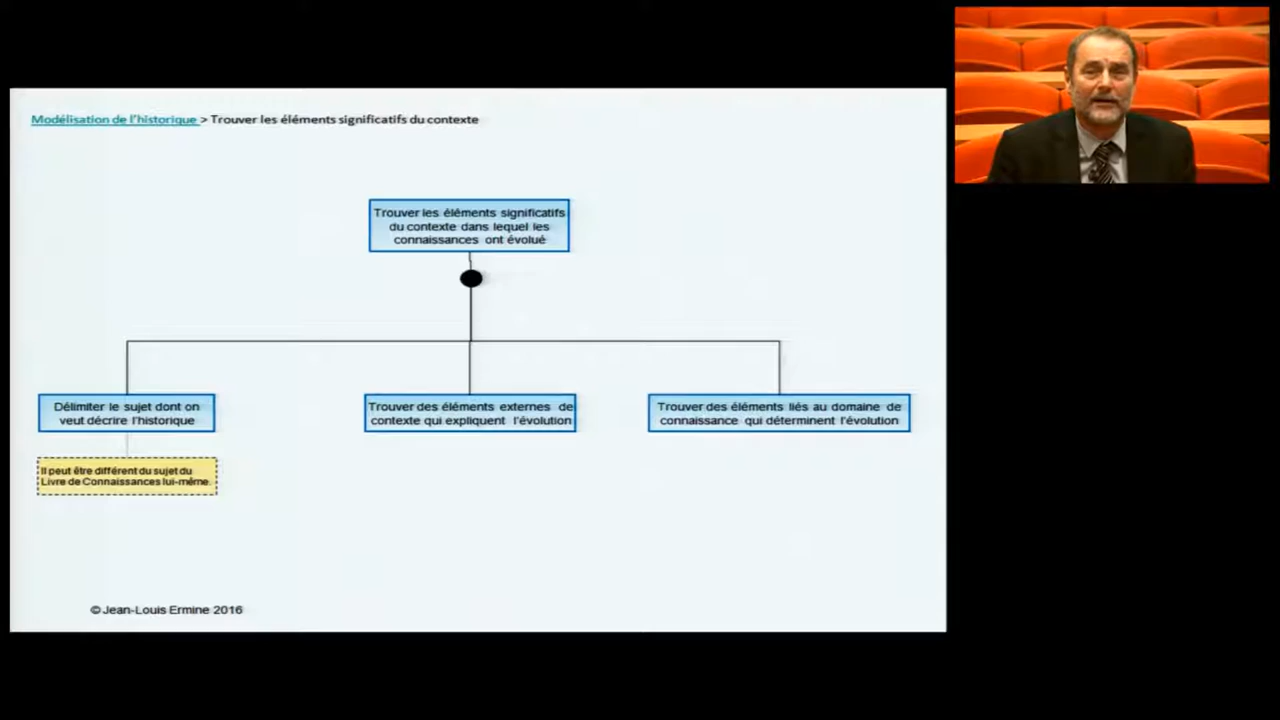 Modélisation de l'historique > Trouver les éléments significatifs du contexte
Trouver les éléments significatifs
du contexte dans lequel les
connaissances ont évolué
Délimiter le sujet dont on
veut décrire l'historique
Trouver des éléments externes de
contexte qui expliquent l'évolution
Trouver des éléments liés au domaine de
connaissance qui déterminent l'évolution
Il peut être différent du sujet du
Livre de Connaissances lui-même.
© Jean-Louis Ermine 2016